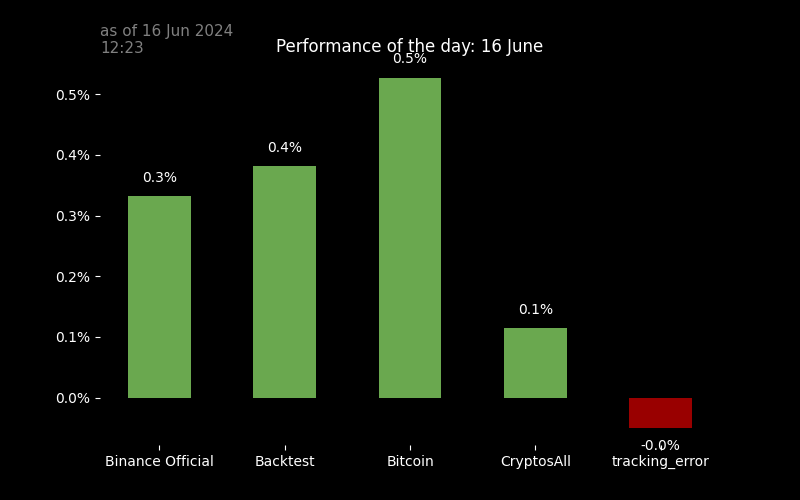 as of 16 Jun 2024
12:23
Performance of the day: 16 June
0.5%
0.5%
0.4%
0.4%
0.3%
0.3%
0.2%
0.1%
0.1%
0.0%
-0.0%
Binance Official
Backtest
Bitcoin
CryptosAll
tracking_error